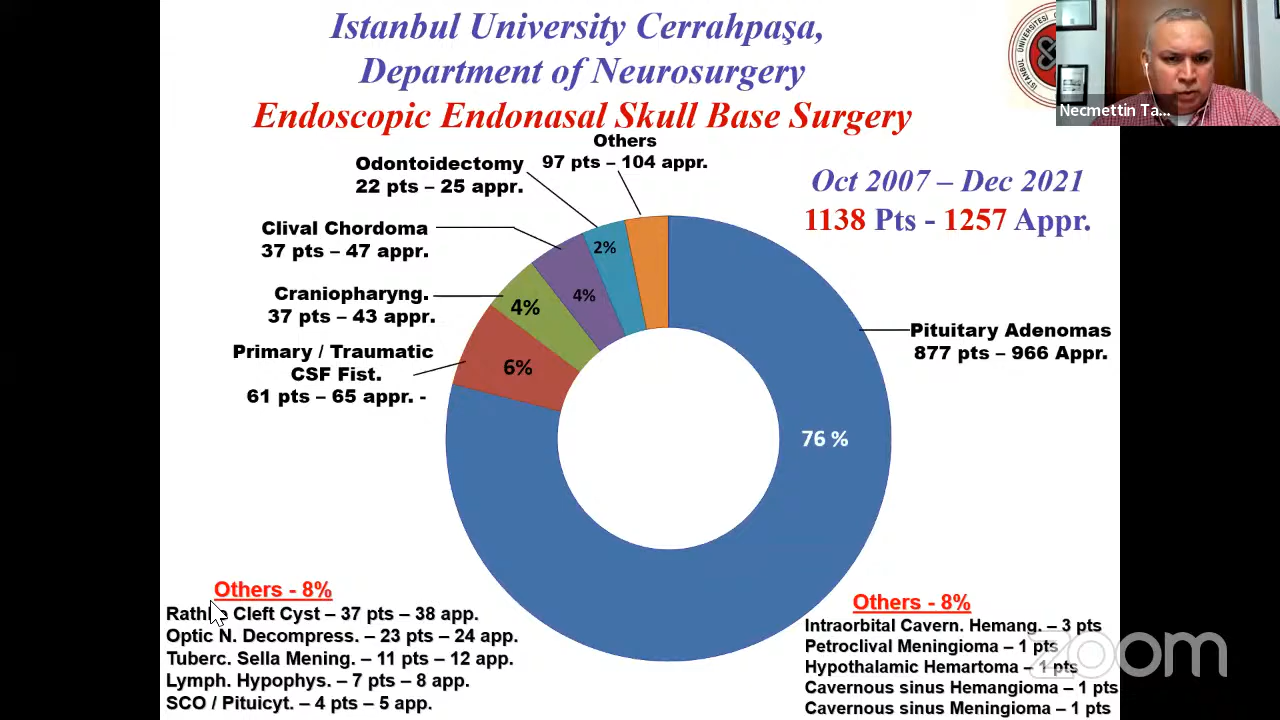 Istanbul University Cerrahpaşa,
Department of Neurosurgery
Endoscopic Endonasal Skull Base Surgery
Necmettin Ta...
Oct 2007 – Dec 2021
1138 Pts - 1257 Appr.
Others
97 pts – 104 appr.
Odontoidectomy
22 pts – 25 appr.
Clival Chordoma
37 pts – 47 appr.
Craniopharyng.
37 pts – 43 appr.
Primary / Traumatic
CSF Fist.
61 pts – 65 appr. -
2%
4%
4%
6%
76 %
Pituitary Adenomas
877 pts – 966 Appr.
Others - 8%
Cleft Cyst – 37 pts – 38 app.
Optic N. Decompress. – 23 pts – 24 app.
Tuberc. Sella Mening. – 11 pts – 12 app.
Lymph. Hypophys. – 7 pts – 8 app.
SCO / Pituicyt. – 4 pts – 5 app.
Others - 8%
Intraorbital Cavern. Hemang. – 3 pts
Petroclival Meningioma – 1 pts
Hypothalamic Hemartoma – 1 pts
Cavernous sinus Hemangioma – 1 pts
Cavernous sinus Meningioma – 1 pts
zoom